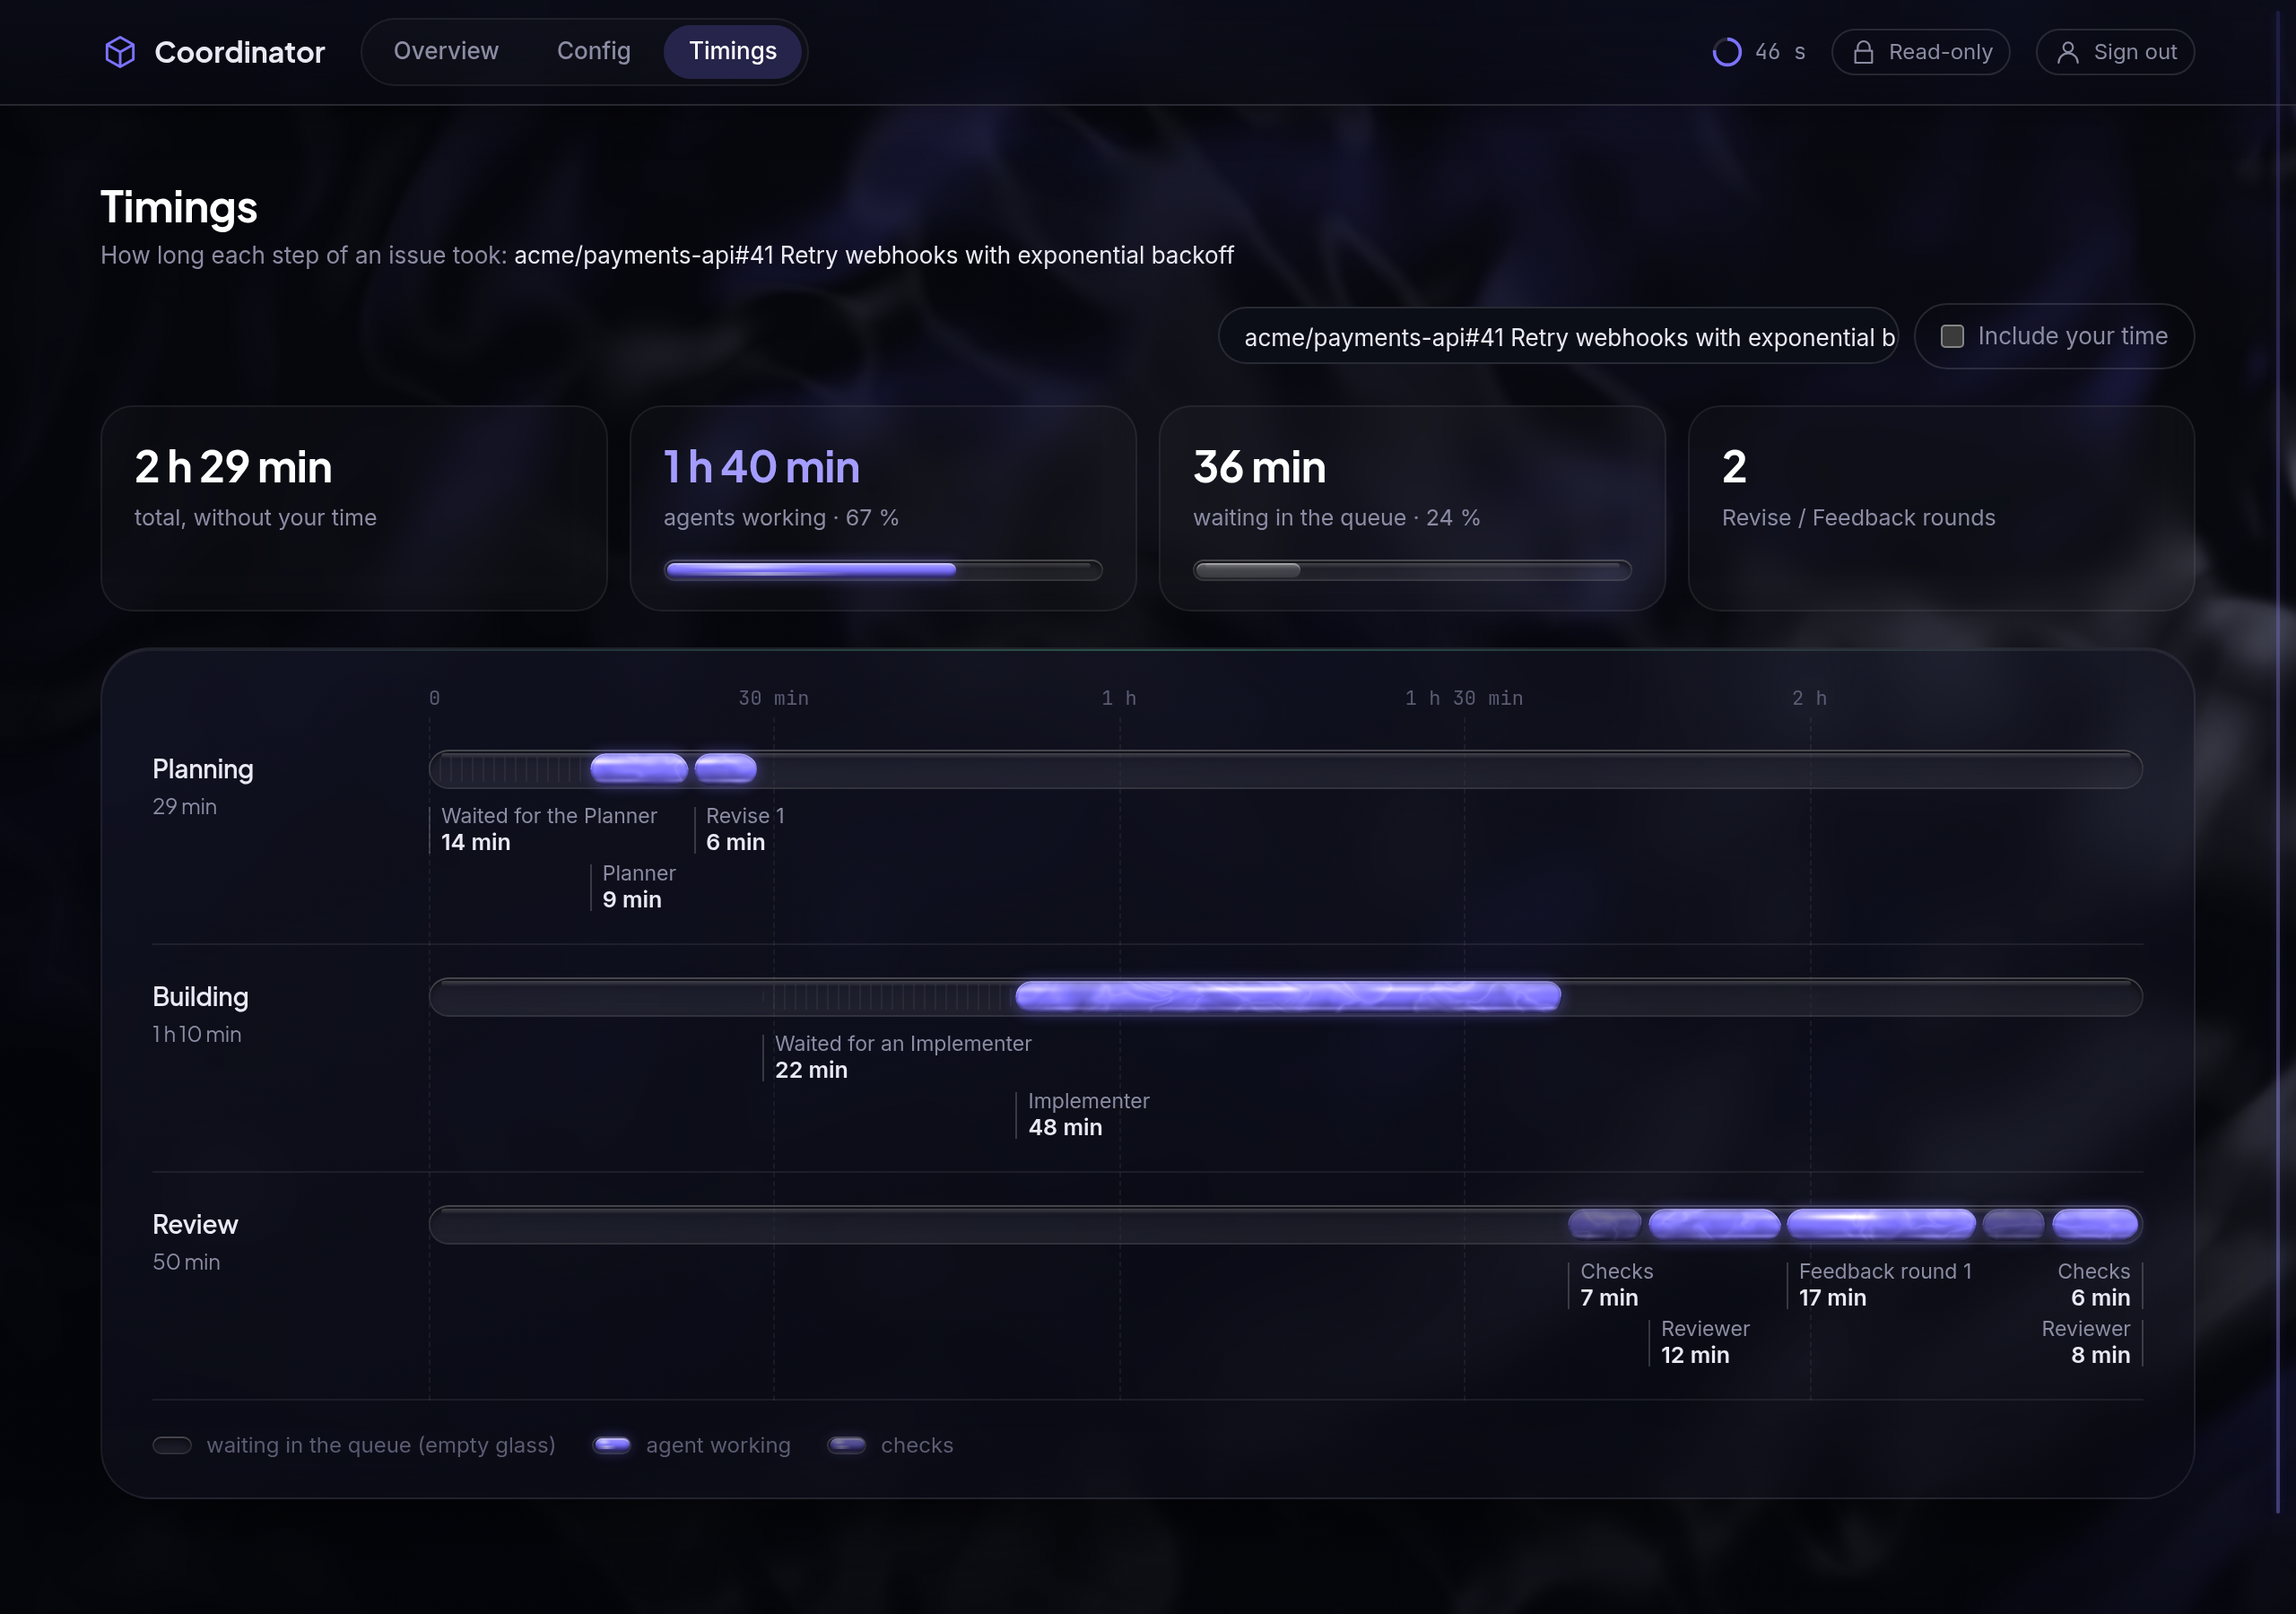 Coordinator
Overview
Config
Timings
46 s
Read-only
Sign out
Timings
How long each step of an issue took: acme/payments-api#41 Retry webhooks with exponential backoff
acme/payments-api#41 Retry webhooks with exponential b
Include your time
2 h 29 min
total, without your time
1 h 40 min
agents working · 67 %
36 min
waiting in the queue · 24 %
2
Revise / Feedback rounds
0
30 min
1 h
1 h 30 min
2 h
Planning
29 min
Waited for the Planner
14 min
Revise 1
6 min
Planner
9 min
Building
1 h 10 min
Waited for an Implementer
22 min
Implementer
48 min
Review
50 min
Checks
7 min
Feedback round 1
17 min
Checks
6 min
Reviewer
12 min
Reviewer
8 min
waiting in the queue (empty glass)
agent working
checks